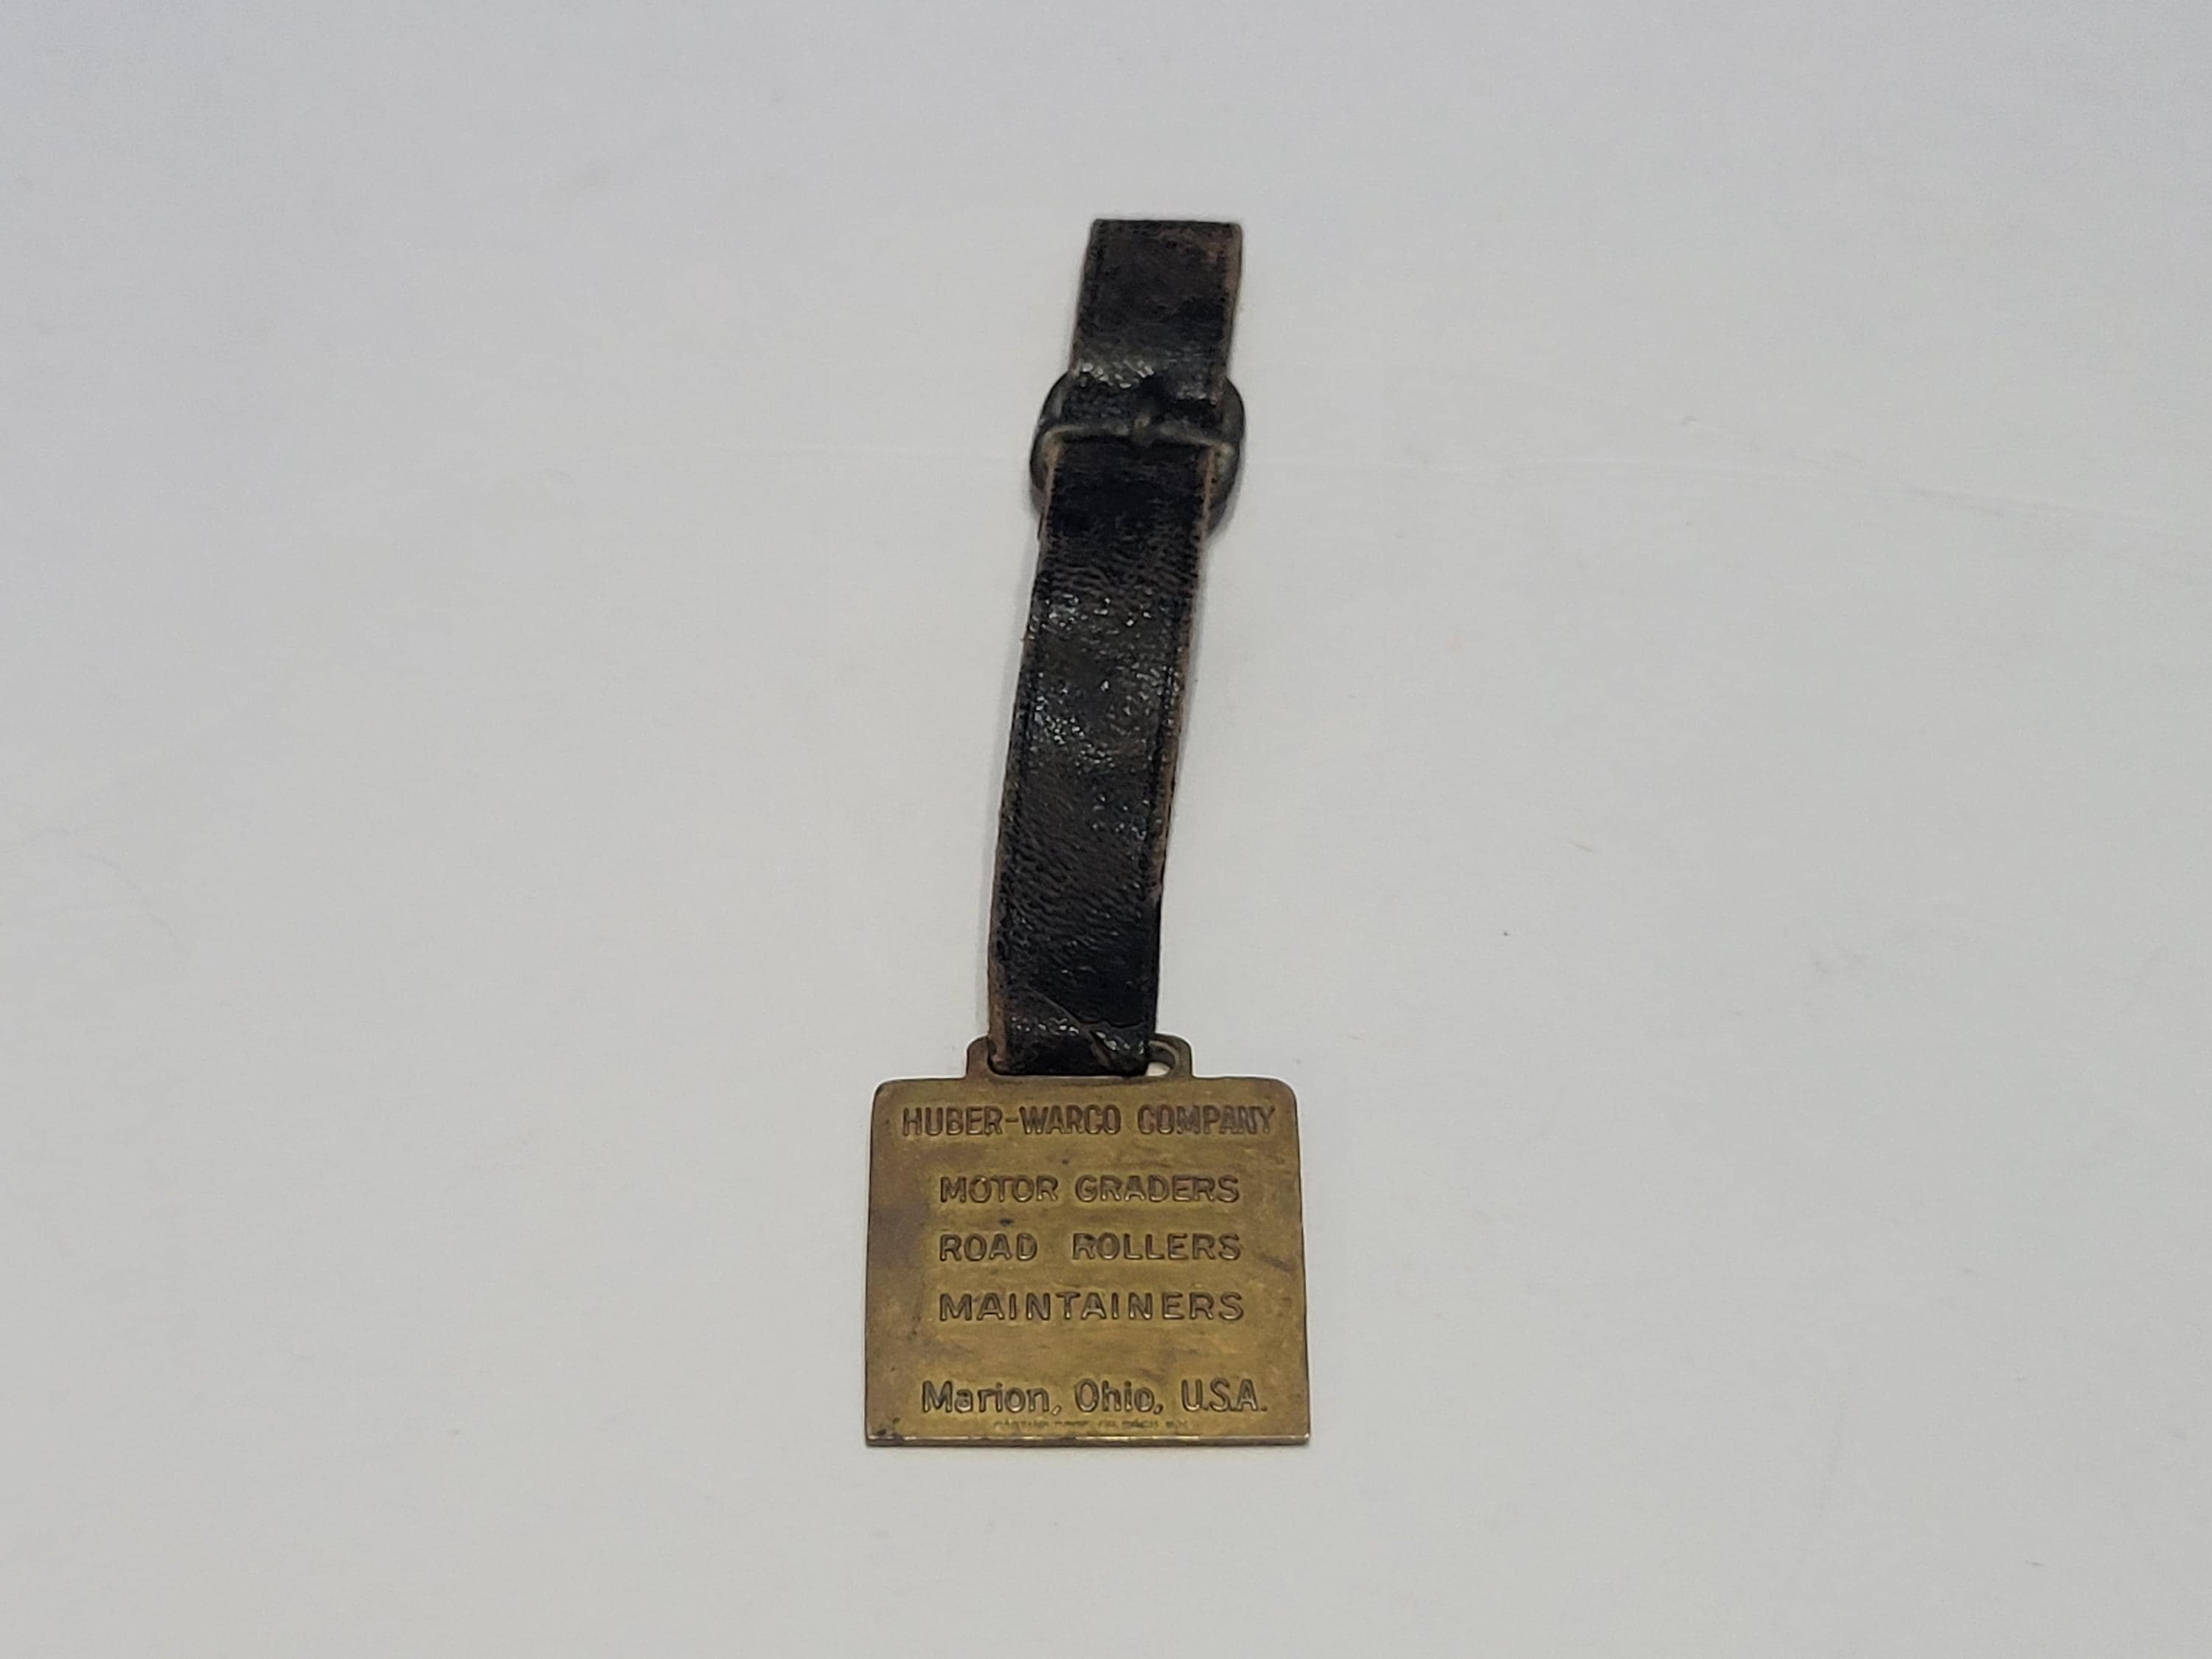 HUBER-WARCO COMPANY
MOTOR GRADERS
ROAD ROLLERS
MAINTAINERS
Marion, Ohio, U.S.A.